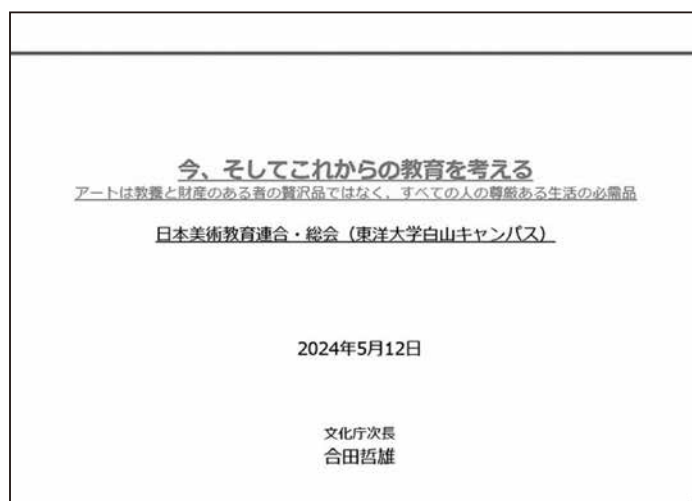 今、そしてこれからの教育を考える
アートは教養と財産のある者の贅沢品ではなく、すべての人の尊厳ある生活の必需品
日本美術教育連合・総会（東洋大学白山キャンパス）
2024年5月12日
文化庁次長
合田哲雄